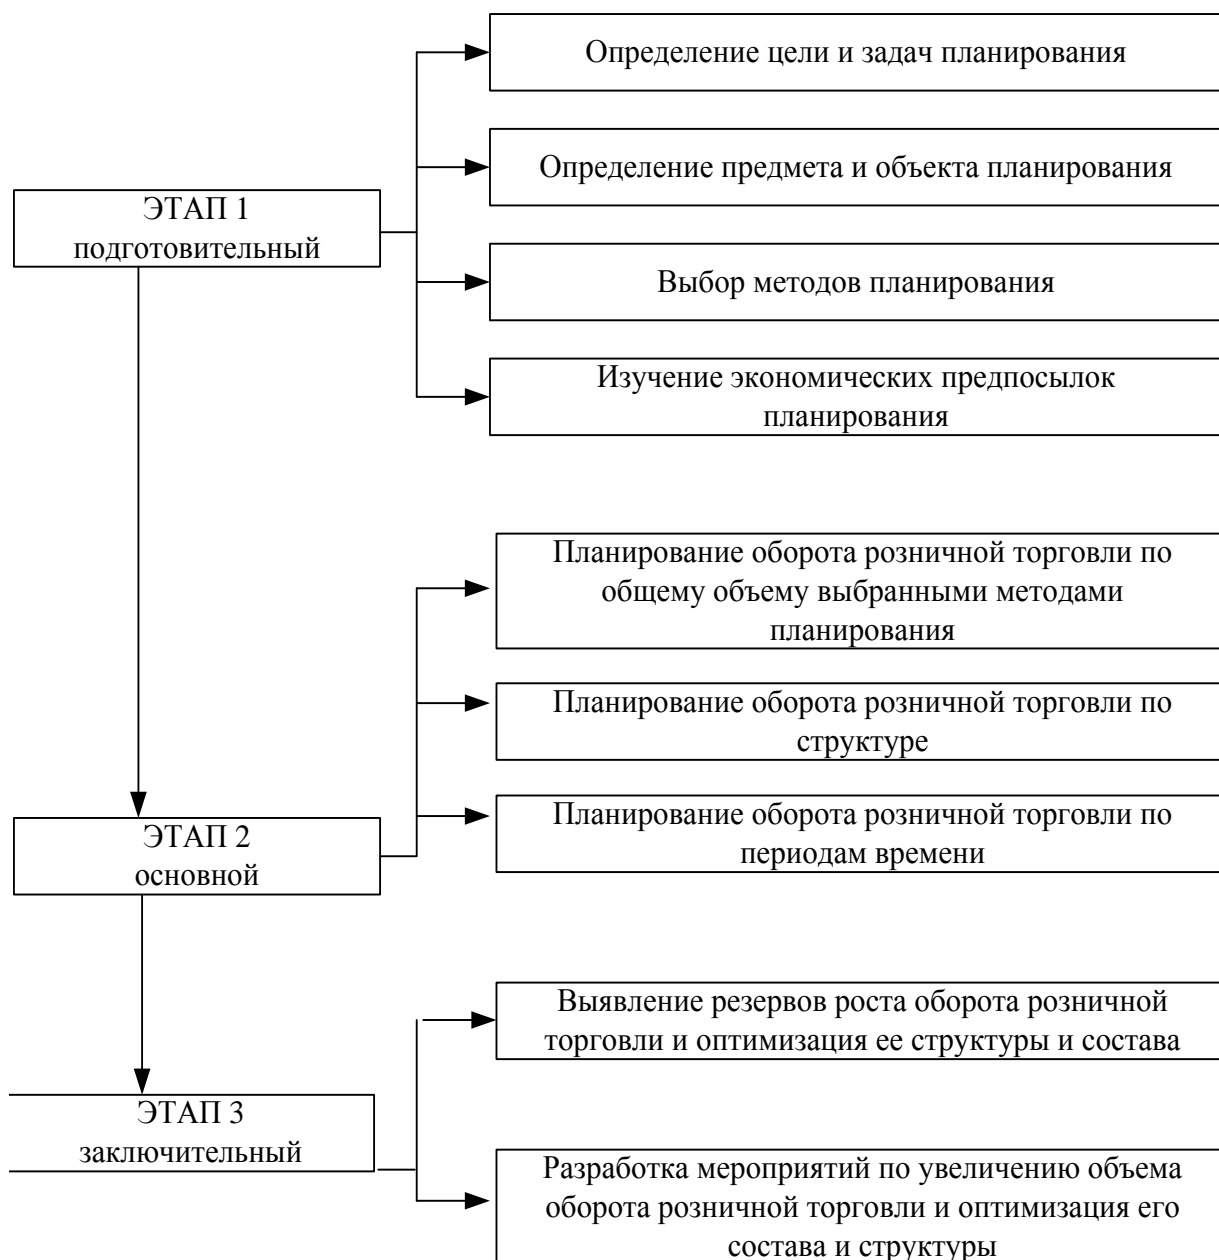 Определение цели и задач планирования
Определение предмета и объекта планирования
ЭТАП 1
подготовительный
Выбор методов планирования
Изучение экономических предпосылок
планирования
Планирование оборота розничной торговли по
общему объему выбранными методами
планирования
Планирование оборота розничной торговли по
структуре
Планирование оборота розничной торговли по
периодам времени
ЭТАП 2
основной
Выявление резервов роста оборота розничной
торговли и оптимизация ее структуры и состава
ЭТАП 3
заключительный
Разработка мероприятий по увеличению объема
оборота розничной торговли и оптимизация его
состава и структуры